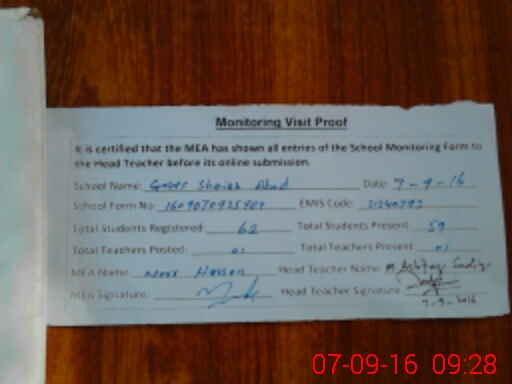 Monitoring Visit Proof
It is certified that the MEA has shown all entries of the School Monitoring Form to
the Head Teacher before its online submission.
School Name: Date: 7-9-16
School Form No: EMIS Code:
Total Students Registered: 62 Total Students Present: 59
Total Teachers Posted: 01 Total Teachers Present: 01
MEA Name: Noor Hassan Head Teacher Name: M. Ashfaq
MEA Signature: Head Teacher Signature:
7-9-2016
07-09-16 09:28